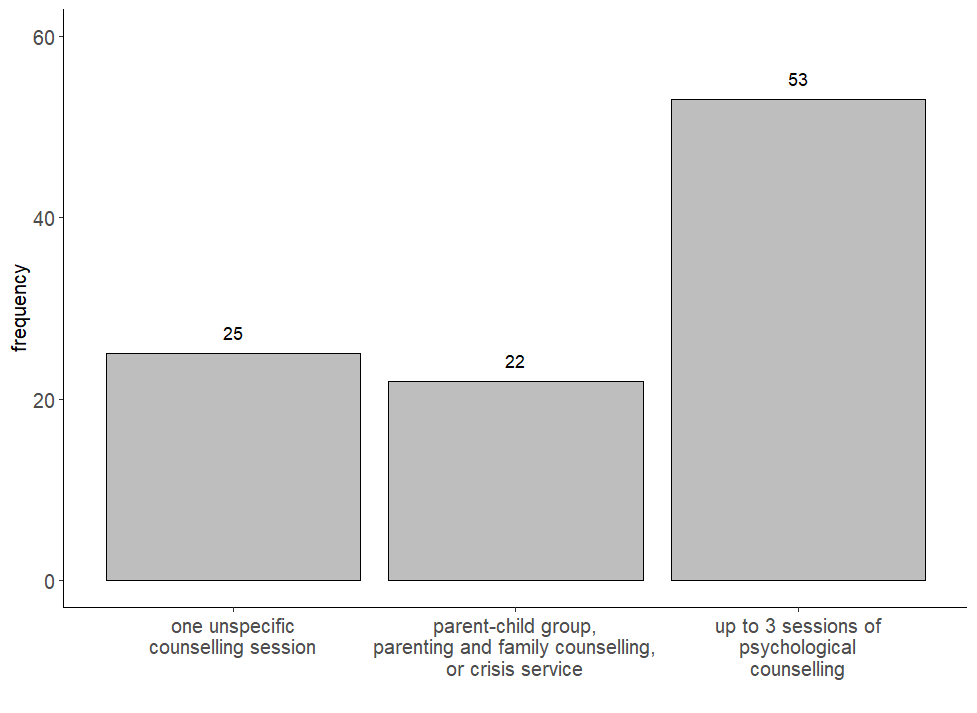 60
53
40
frequency
25
22
20
0
one unspecific
counselling session
parent-child group,
parenting and family counselling,
or crisis service
up to 3 sessions of
psychological
counselling